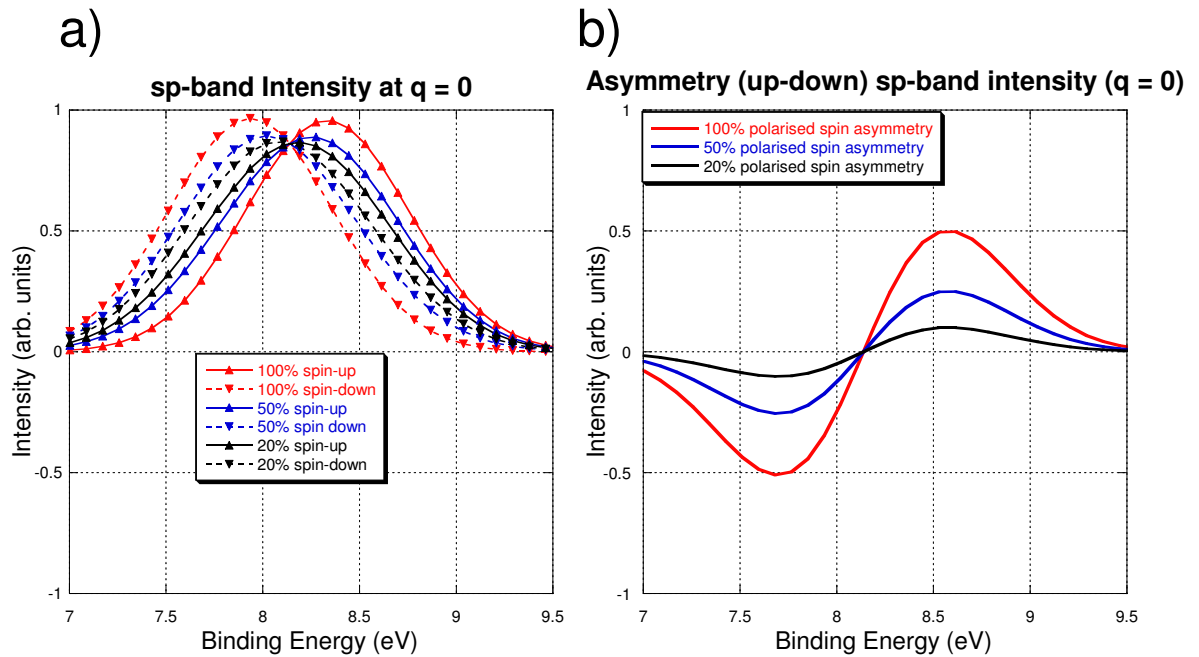 a)
sp-band Intensity at q = 0
1
0.5
0
-0.5
-1
Intensity (arb. units)
100% spin-up
100% spin-down
50% spin-up
50% spin down
20% spin-up
20% spin-down
7
7.5
8
8.5
9
9.5
Binding Energy (eV)
b)
Asymmetry (up-down) sp-band intensity (q = 0)
1
0.5
0
-0.5
-1
Intensity (arb. units)
100% polarised spin asymmetry
50% polarised spin asymmetry
20% polarised spin asymmetry
7
7.5
8
8.5
9
9.5
Binding Energy (eV)